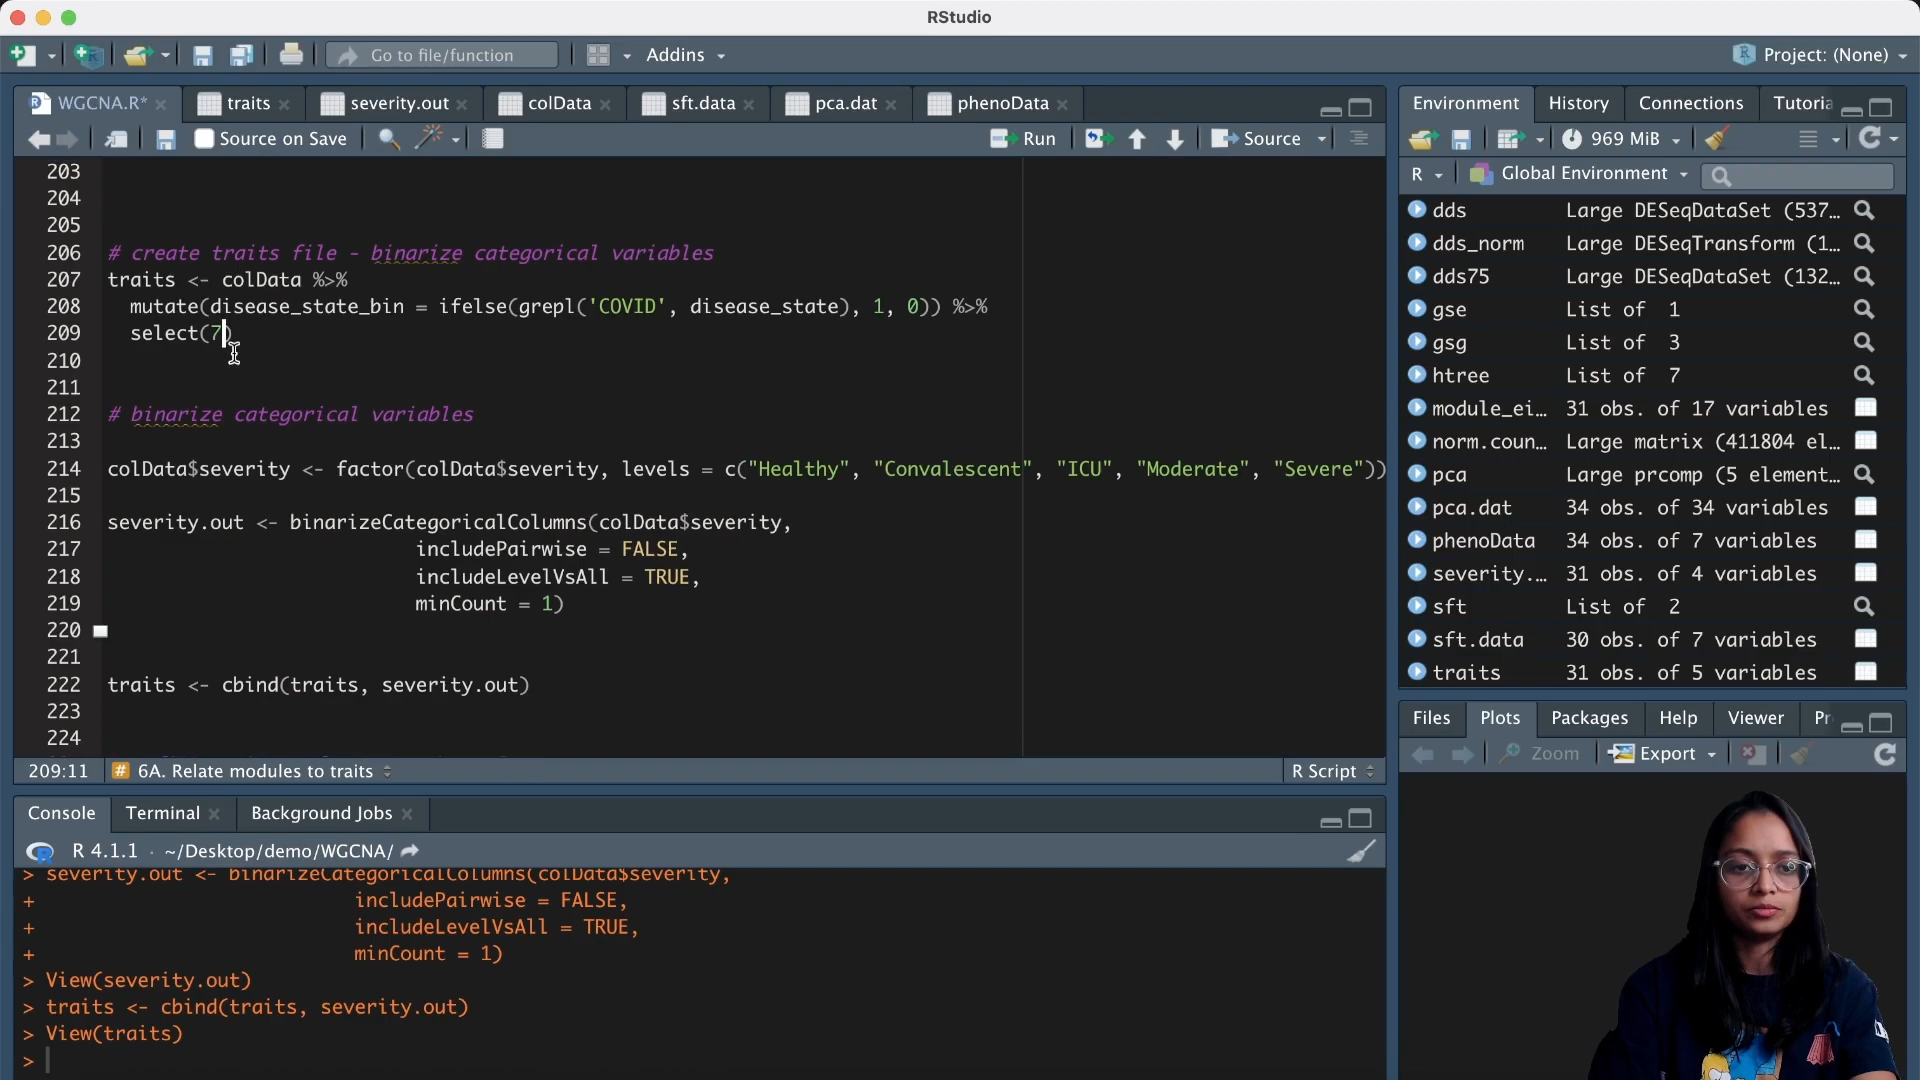 RStudio
Go to file/function
Addins
Project: (None)
WGCNA.R*
traits
severity.out
colData
sft.data
pca.dat
phenoData
Source on Save
Run
Source
203
204
205
206 # create traits file - binarize categorical variables
207 traits <- colData %>%
208 mutate(disease_state_bin = ifelse(grepl('COVID', disease_state), 1, 0)) %>%
209 select(7)
210
211
212 # binarize categorical variables
213
214 colData$severity <- factor(colData$severity, levels = c("Healthy", "Convalescent", "ICU", "Moderate", "Severe"))
215
216 severity.out <- binarizeCategoricalColumns(colData$severity,
217 includePairwise = FALSE,
218 includeLevelVsAll = TRUE,
219 minCount = 1)
220
221
222 traits <- cbind(traits, severity.out)
223
224
209:11 6A. Relate modules to traits R Script
Console Terminal Background Jobs
R 4.1.1 · ~/Desktop/demo/WGCNA/
> severity.out <- binarizeCategoricalColumns(colData$severity,
+ includePairwise = FALSE,
+ includeLevelVsAll = TRUE,
+ minCount = 1)
> View(severity.out)
> traits <- cbind(traits, severity.out)
> View(traits)
>
Environment History Connections Tutoria
969 MiB
R Global Environment
dds Large DESeqDataSet (537…
dds_norm Large DESeqTransform (1…
dds75 Large DESeqDataSet (132…
gse List of 1
gsg List of 3
htree List of 7
module_ei… 31 obs. of 17 variables
norm.coun… Large matrix (411804 el…
pca Large prcomp (5 element…
pca.dat 34 obs. of 34 variables
phenoData 34 obs. of 7 variables
severity.… 31 obs. of 4 variables
sft List of 2
sft.data 30 obs. of 7 variables
traits 31 obs. of 5 variables
Files Plots Packages Help Viewer Pr
Zoom Export